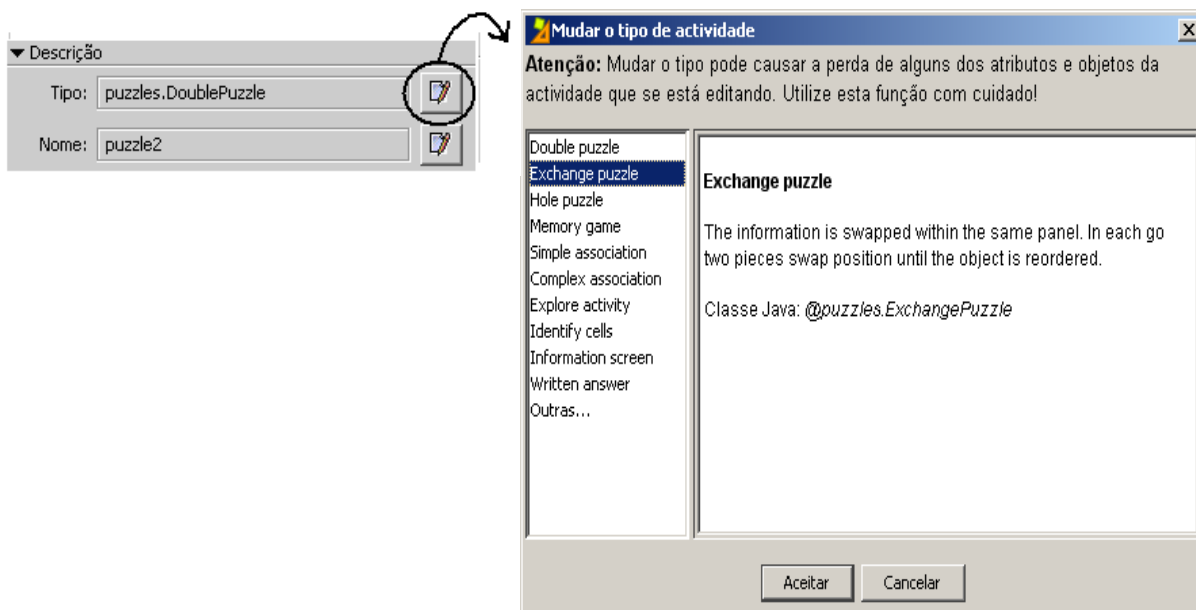 ▼ Descrição
Tipo: puzzles.DoublePuzzle
Nome: puzzle2
Mudar o tipo de actividade
Atenção: Mudar o tipo pode causar a perda de alguns dos atributos e objetos da
actividade que se está editando. Utilize esta função com cuidado!
Double puzzle
Exchange puzzle
Hole puzzle
Memory game
Simple association
Complex association
Explore activity
Identify cells
Information screen
Written answer
Outras...
Exchange puzzle
The information is swapped within the same panel. In each go
two pieces swap position until the object is reordered.
Classe Java: @puzzles.ExchangePuzzle
Aceitar
Cancelar